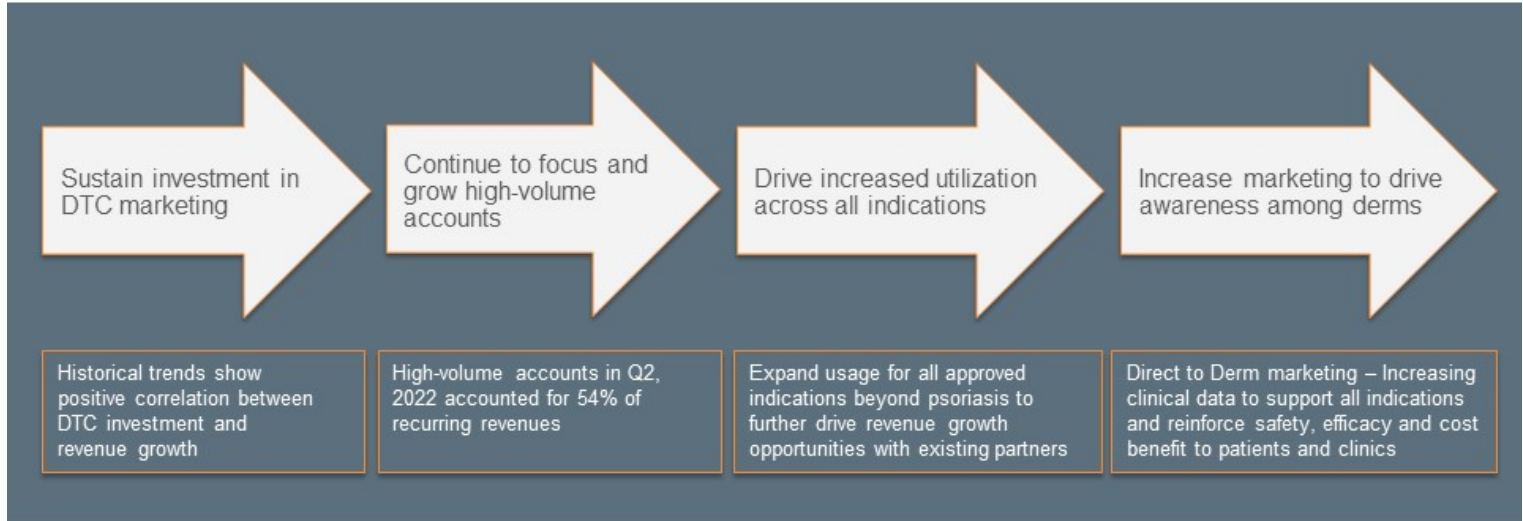 Sustain investment in
DTC marketing
Continue to focus and
grow high-volume
accounts
Drive increased utilization
across all indications
Increase marketing to drive
awareness among derms
Historical trends show
positive correlation between
DTC investment and
revenue growth
High-volume accounts in Q2,
2022 accounted for 54% of
recurring revenues
Expand usage for all approved
indications beyond psoriasis to
further drive revenue growth
opportunities with existing partners
Direct to Derm marketing – Increasing
clinical data to support all indications
and reinforce safety, efficacy and cost
benefit to patients and clinics